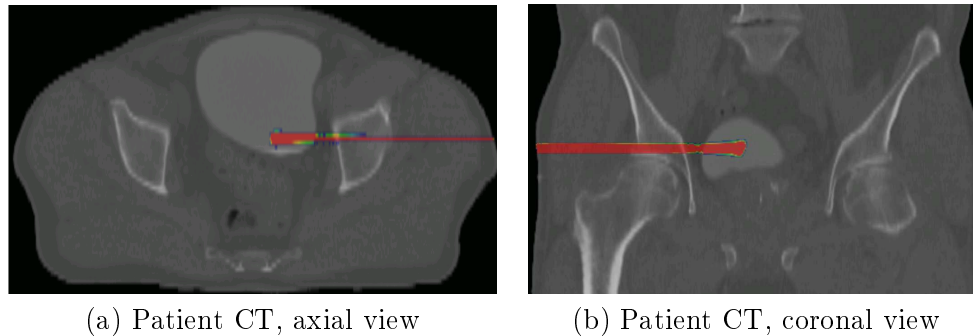 (a) Patient CT, axial view
(b) Patient CT, coronal view